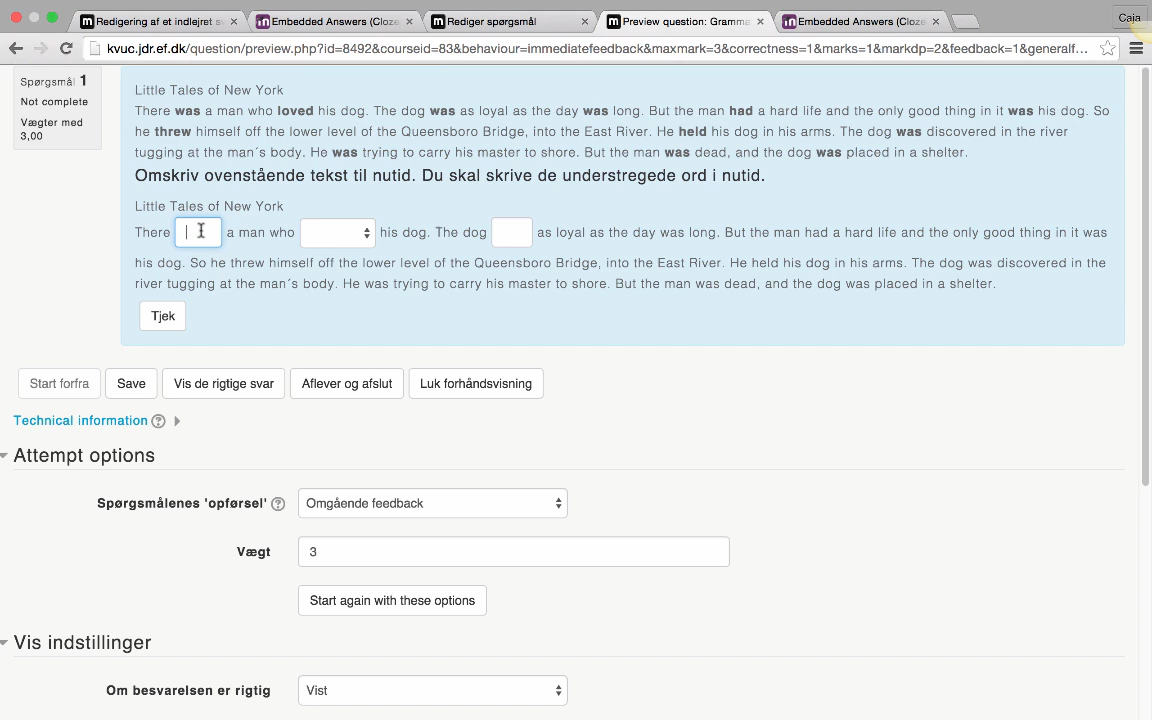 Redigering af et indlejret sv
Embedded Answers (Cloze
Rediger spørgsmål
Preview question: Gramma
Embedded Answers (Cloze
Caja
kvuc.jdr.ef.dk/question/preview.php?id=8492&courseid=83&behaviour=immediatefeedback&maxmark=3&correctness=1&marks=1&markdp=2&feedback=1&generalf...
Spørgsmål 1
Not complete
Vægter med
3,00
Little Tales of New York
There was a man who loved his dog. The dog was as loyal as the day was long. But the man had a hard life and the only good thing in it was his dog. So
he threw himself off the lower level of the Queensboro Bridge, into the East River. He held his dog in his arms. The dog was discovered in the river
tugging at the man´s body. He was trying to carry his master to shore. But the man was dead, and the dog was placed in a shelter.
Omskriv ovenstående tekst til nutid. Du skal skrive de understregede ord i nutid.
Little Tales of New York
There a man who his dog. The dog as loyal as the day was long. But the man had a hard life and the only good thing in it was
his dog. So he threw himself off the lower level of the Queensboro Bridge, into the East River. He held his dog in his arms. The dog was discovered in the
river tugging at the man´s body. He was trying to carry his master to shore. But the man was dead, and the dog was placed in a shelter.
Tjek
Start forfra Save Vis de rigtige svar Aflever og afslut Luk forhåndsvisning
Technical information
Attempt options
Spørgsmålenes 'opførsel' Omgående feedback
Vægt 3
Start again with these options
Vis indstillinger
Om besvarelsen er rigtig Vist